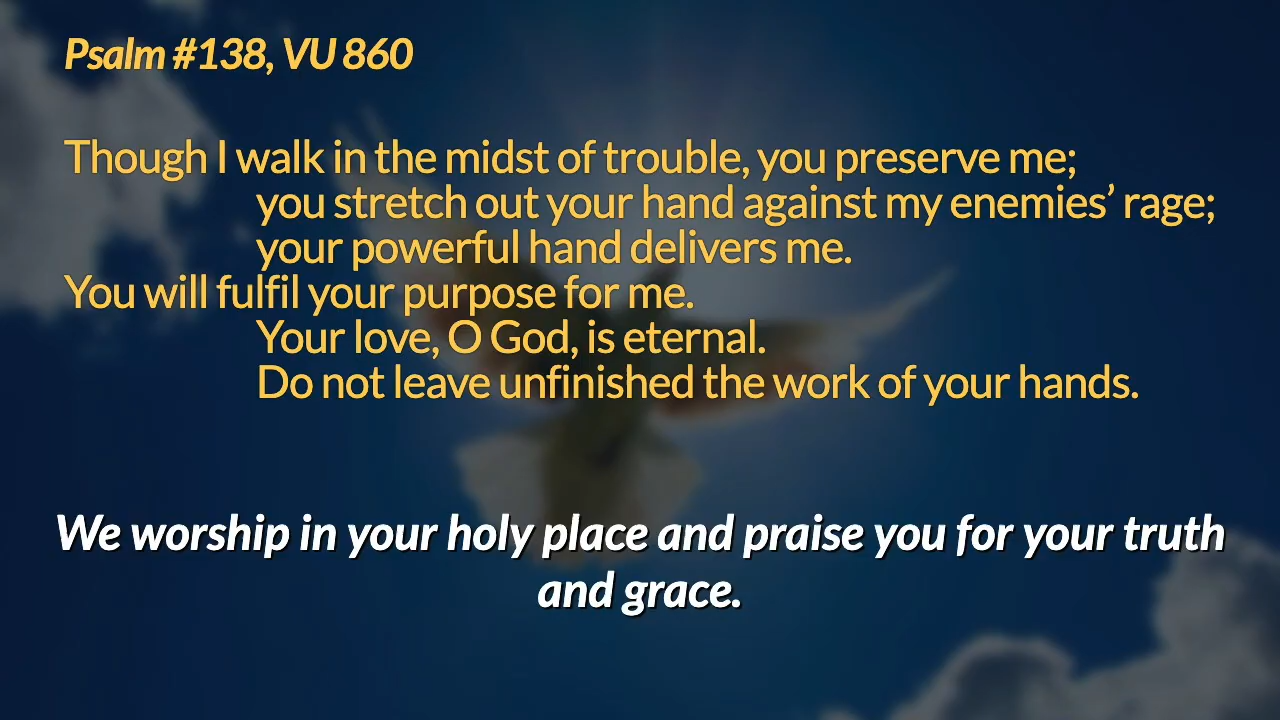 Psalm #138, VU 860
Though I walk in the midst of trouble, you preserve me;
you stretch out your hand against my enemies’ rage;
your powerful hand delivers me.
You will fulfil your purpose for me.
Your love, O God, is eternal.
Do not leave unfinished the work of your hands.
We worship in your holy place and praise you for your truth
and grace.